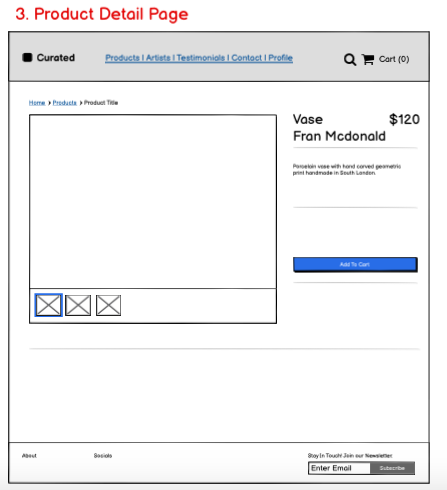 3. Product Detail Page
Curated
Products | Artists | Testimonials | Contact | Profile
Cart (0)
Home > Products > Product Title
Vase $120
Fran Mcdonald
Porcelain vase with hand carved geometric
print handmade in South London.
Add To Cart
About
Socials
Stay In Touch! Join our Newsletter:
Enter Email
Subscribe